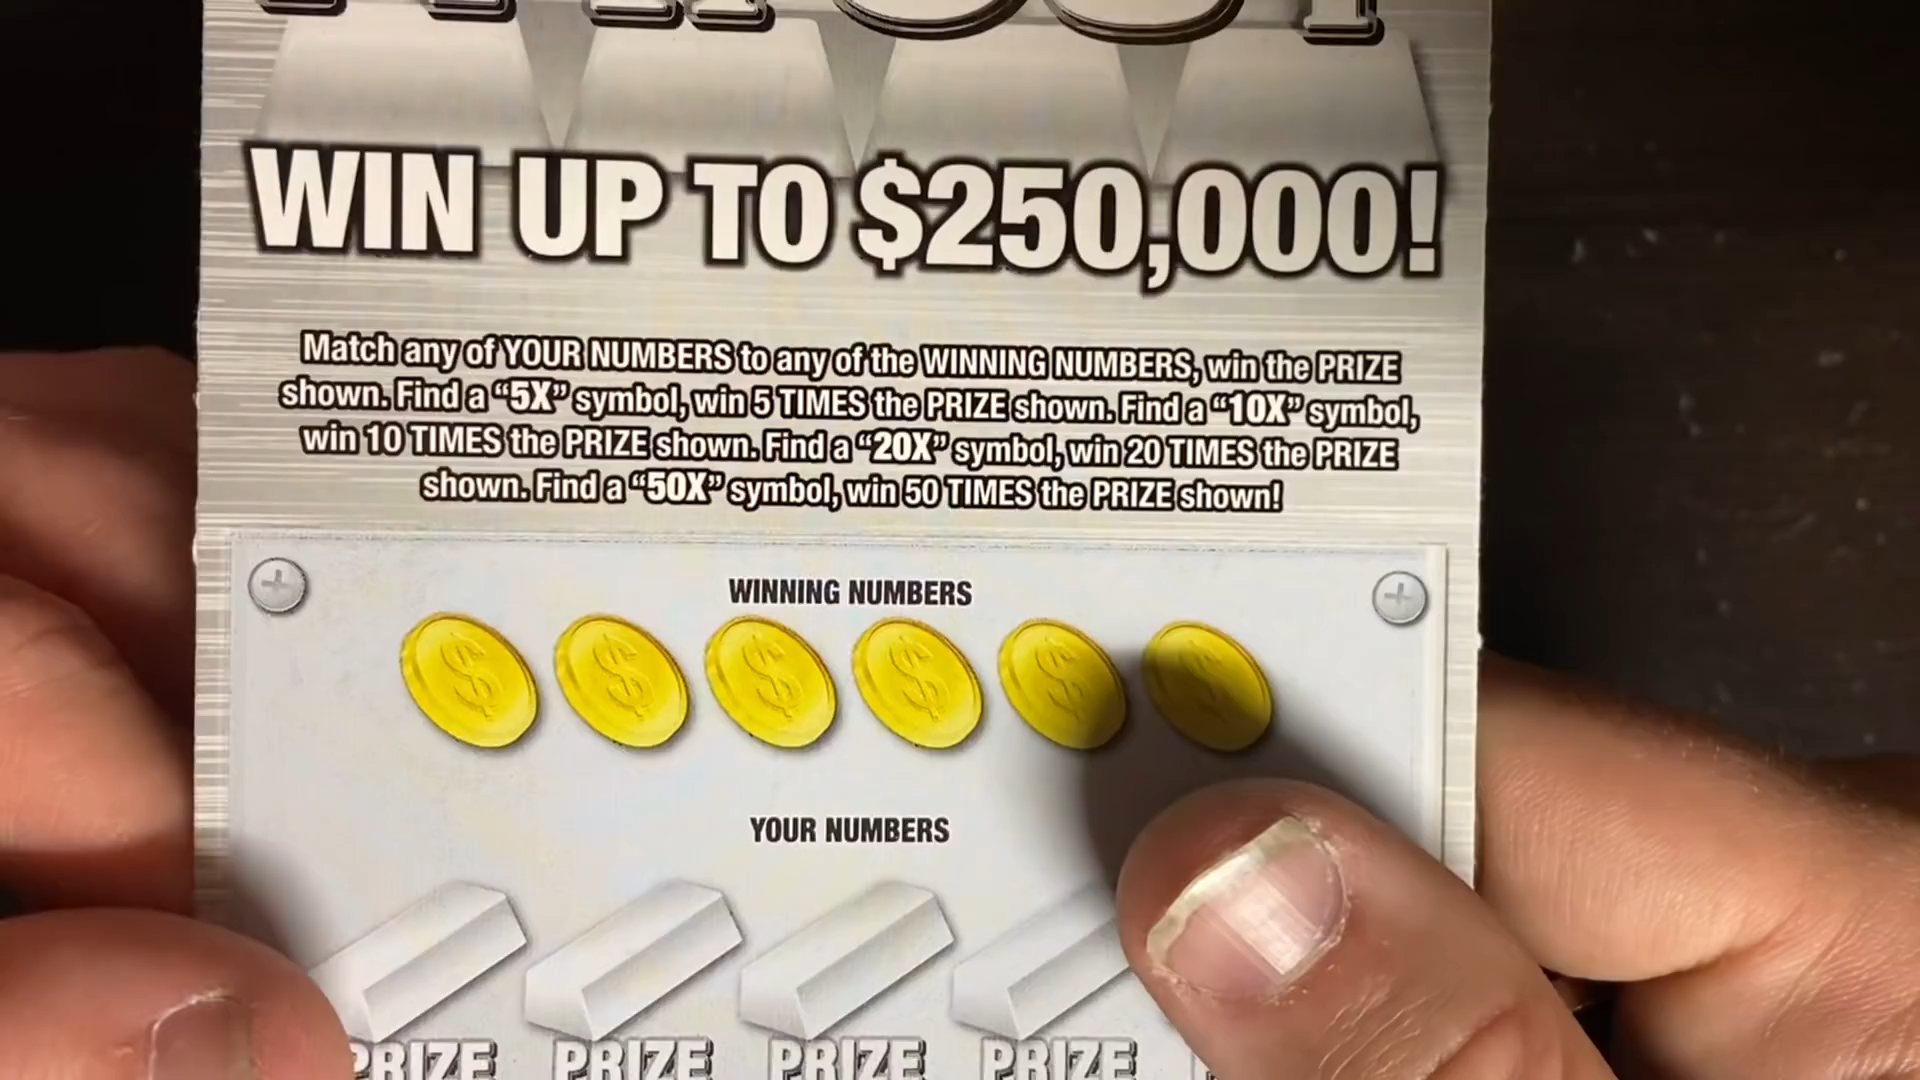 WIN UP TO $250,000!
Match any of YOUR NUMBERS to any of the WINNING NUMBERS, win the PRIZE
shown. Find a “5X” symbol, win 5 TIMES the PRIZE shown. Find a “10X” symbol,
win 10 TIMES the PRIZE shown. Find a “20X” symbol, win 20 TIMES the PRIZE
shown. Find a “50X” symbol, win 50 TIMES the PRIZE shown!
WINNING NUMBERS
$ $ $ $ $ $
YOUR NUMBERS
PRIZE PRIZE PRIZE PRIZE